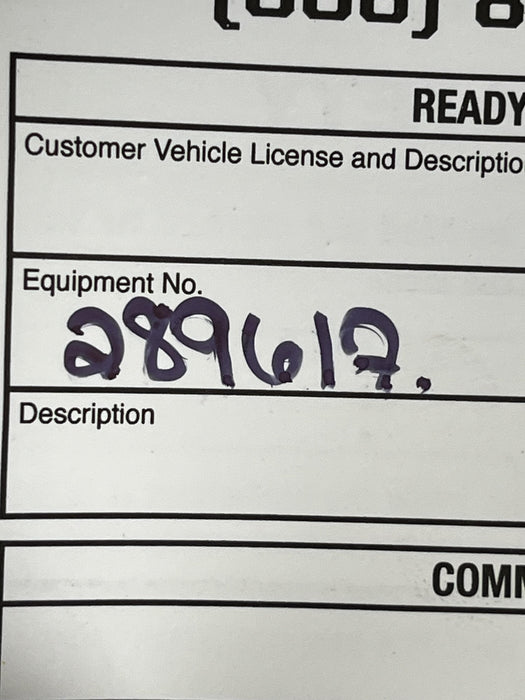 READY
Customer Vehicle License and Descriptio
Equipment No.
289612.
Description
COMM